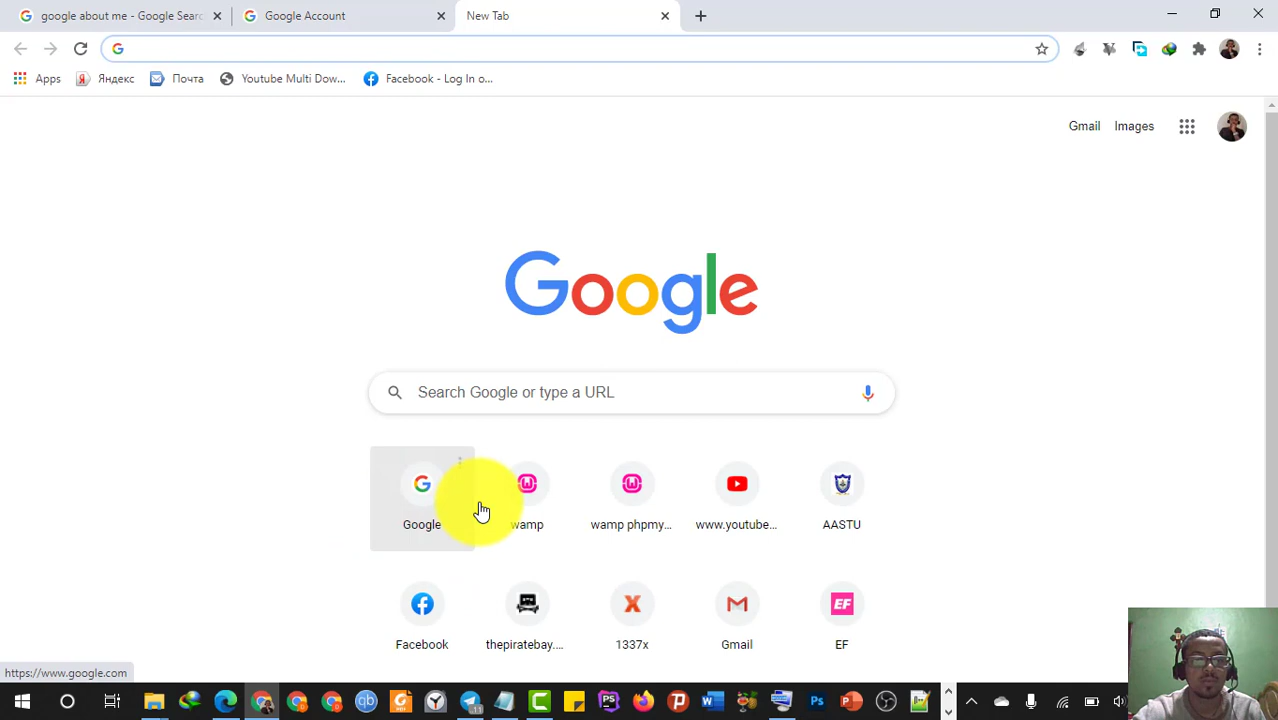 google about me - Google Searc
Google Account
New Tab
Apps
Яндекс
Почта
Youtube Multi Dow...
Facebook - Log In o...
Gmail
Images
Google
Search Google or type a URL
Google
wamp
wamp phpmy...
www.youtube...
AASTU
Facebook
thepiratebay....
1337x
Gmail
EF
EF
https://www.google.com